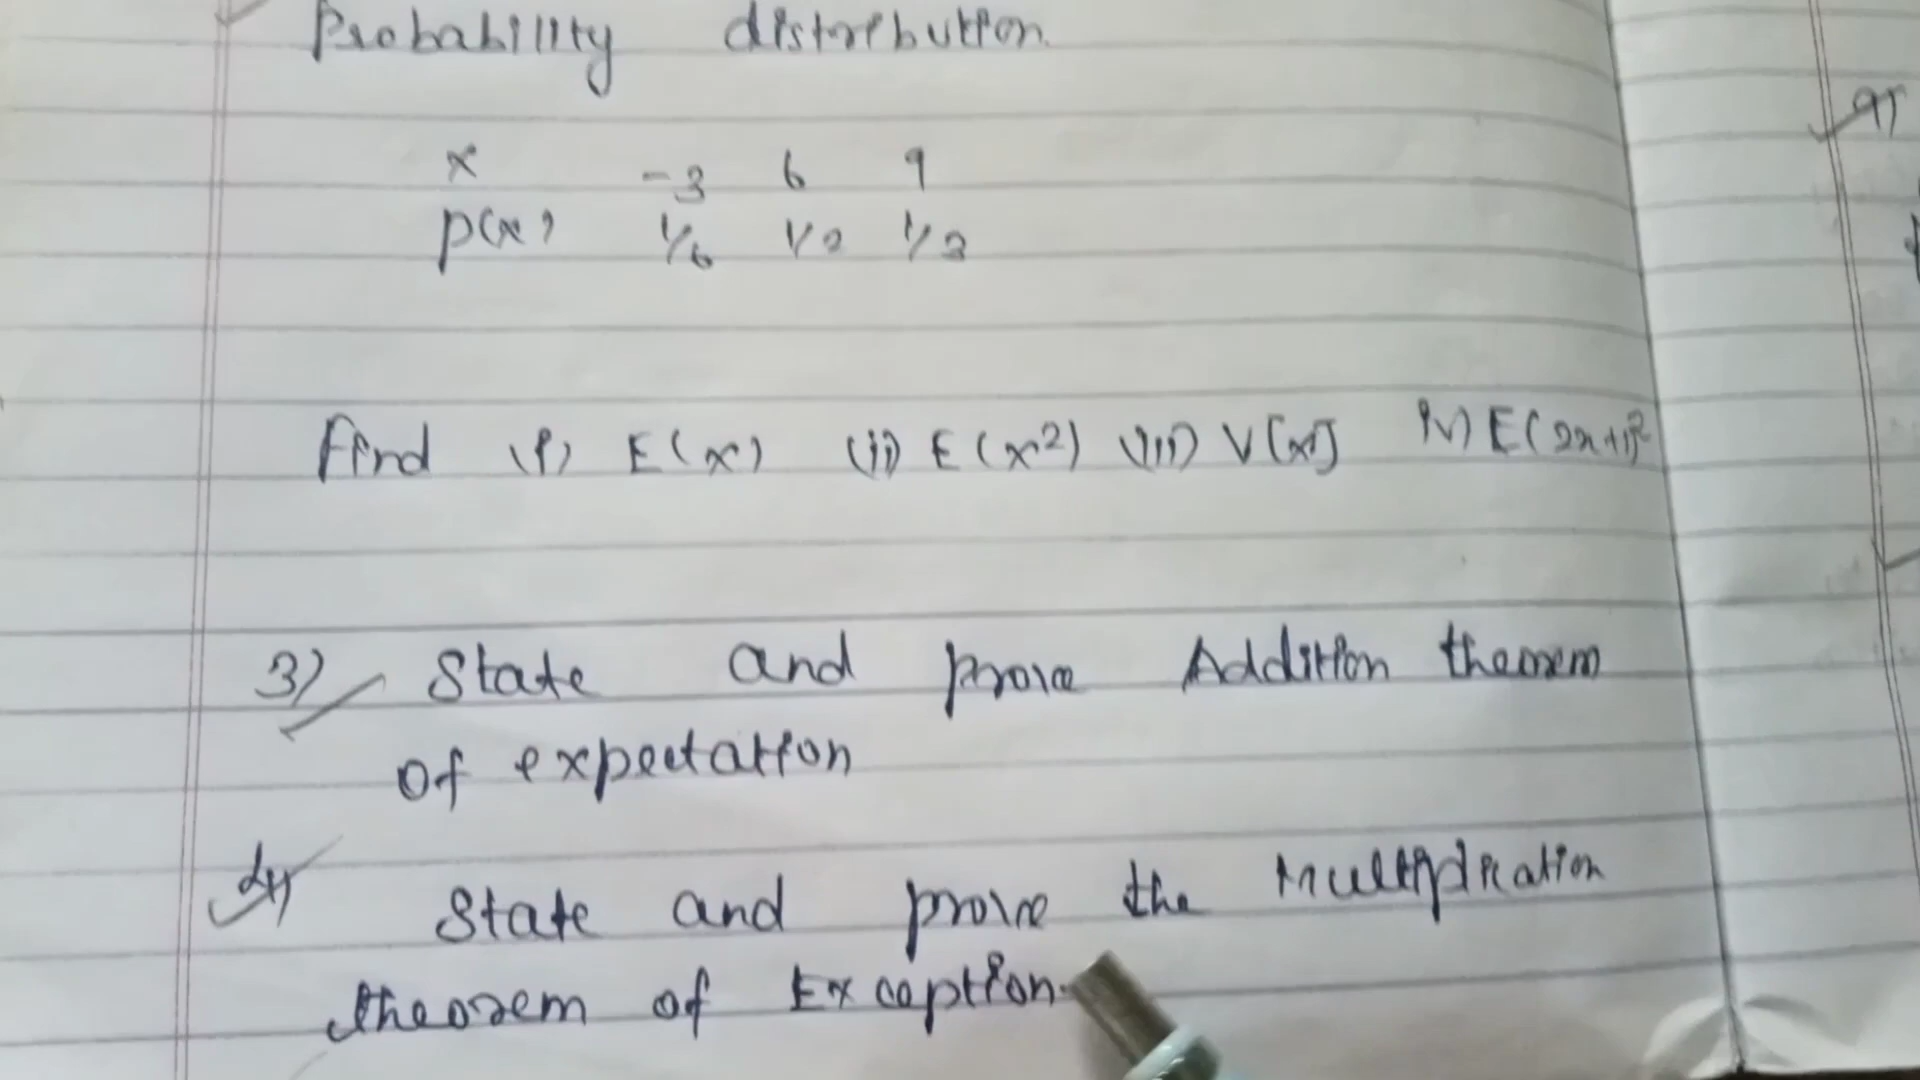 Probability distribution.
x -3 6 9
p(x) 1/6 1/2 1/3
Find (i) E(x) (ii) E(x²) (iii) V[x] iv) E(2x+1)²
3) State and prove Addition theorem
of expectation
4) State and prove the Multiplication
theorem of Exception.
9)